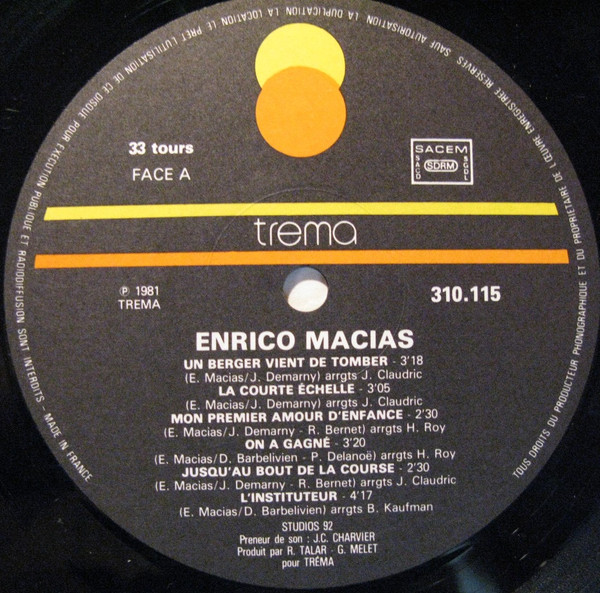 TOUS DROITS DU PRODUCTEUR PHONOGRAPHIQUE ET DU PROPRIETAIRE DE L'ŒUVRE ENREGISTREE RESERVES SAUF AUTORISATION LA DUPLICATION LA LOCATION LE PRET L'UTILISATION DE CE DISQUE POUR EXECUTION PUBLIQUE ET RADIODIFFUSION SONT INTERDITS - MADE IN FRANCE
33 tours
FACE A
SACEM
SACD SDRM SGDL
trema
℗ 1981
TREMA
310.115
ENRICO MACIAS
UN BERGER VIENT DE TOMBER - 3'18
(E. Macias/J. Demarny) arrgts J. Claudric
LA COURTE ÉCHELLE - 3'05
(E. Macias/J. Demarny) arrgts J. Claudric
MON PREMIER AMOUR D'ENFANCE - 2'30
(E. Macias/J. Demarny - R. Bernet) arrgts H. Roy
ON A GAGNÉ - 3'20
(E. Macias/D. Barbelivien - P. Delanoë) arrgts H. Roy
JUSQU'AU BOUT DE LA COURSE - 2'30
(E. Macias/J. Demarny - R. Bernet) arrgts J. Claudric
L'INSTITUTEUR - 4'17
(E. Macias/D. Barbelivien) arrgts B. Kaufman
STUDIOS 92
Preneur de son : J.C. CHARVIER
Produit par R. TALAR - G. MELET
pour TRÉMA